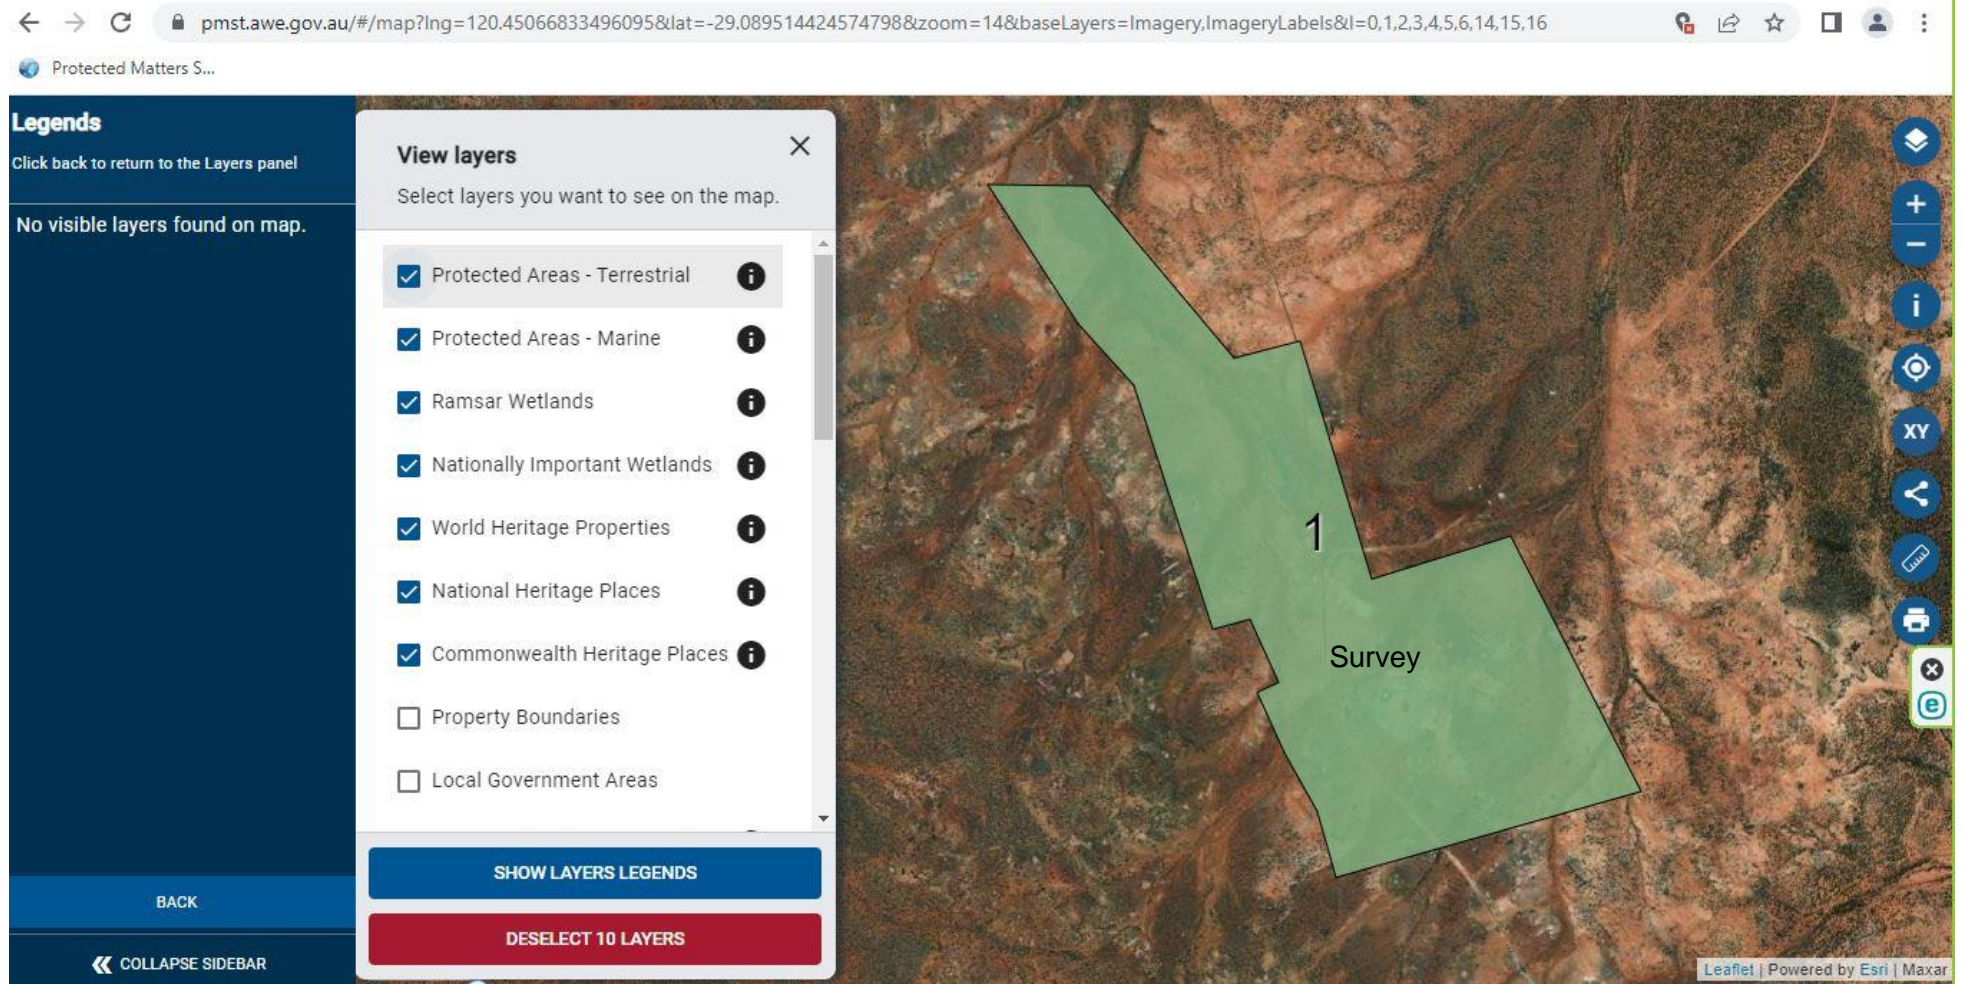 pmst.awe.gov.au/#/map?lng=120.45066833496095&lat=-29.089514424574798&zoom=14&baseLayers=Imagery,ImageryLabels&l=0,1,2,3,4,5,6,14,15,16
Protected Matters S...
Legends
Click back to return to the Layers panel
No visible layers found on map.
BACK
COLLAPSE SIDEBAR
View layers
Select layers you want to see on the map.
Protected Areas - Terrestrial
Protected Areas - Marine
Ramsar Wetlands
Nationally Important Wetlands
World Heritage Properties
National Heritage Places
Commonwealth Heritage Places
Property Boundaries
Local Government Areas
SHOW LAYERS LEGENDS
DESELECT 10 LAYERS
1
Survey
XY
Leaflet | Powered by Esri | Maxar